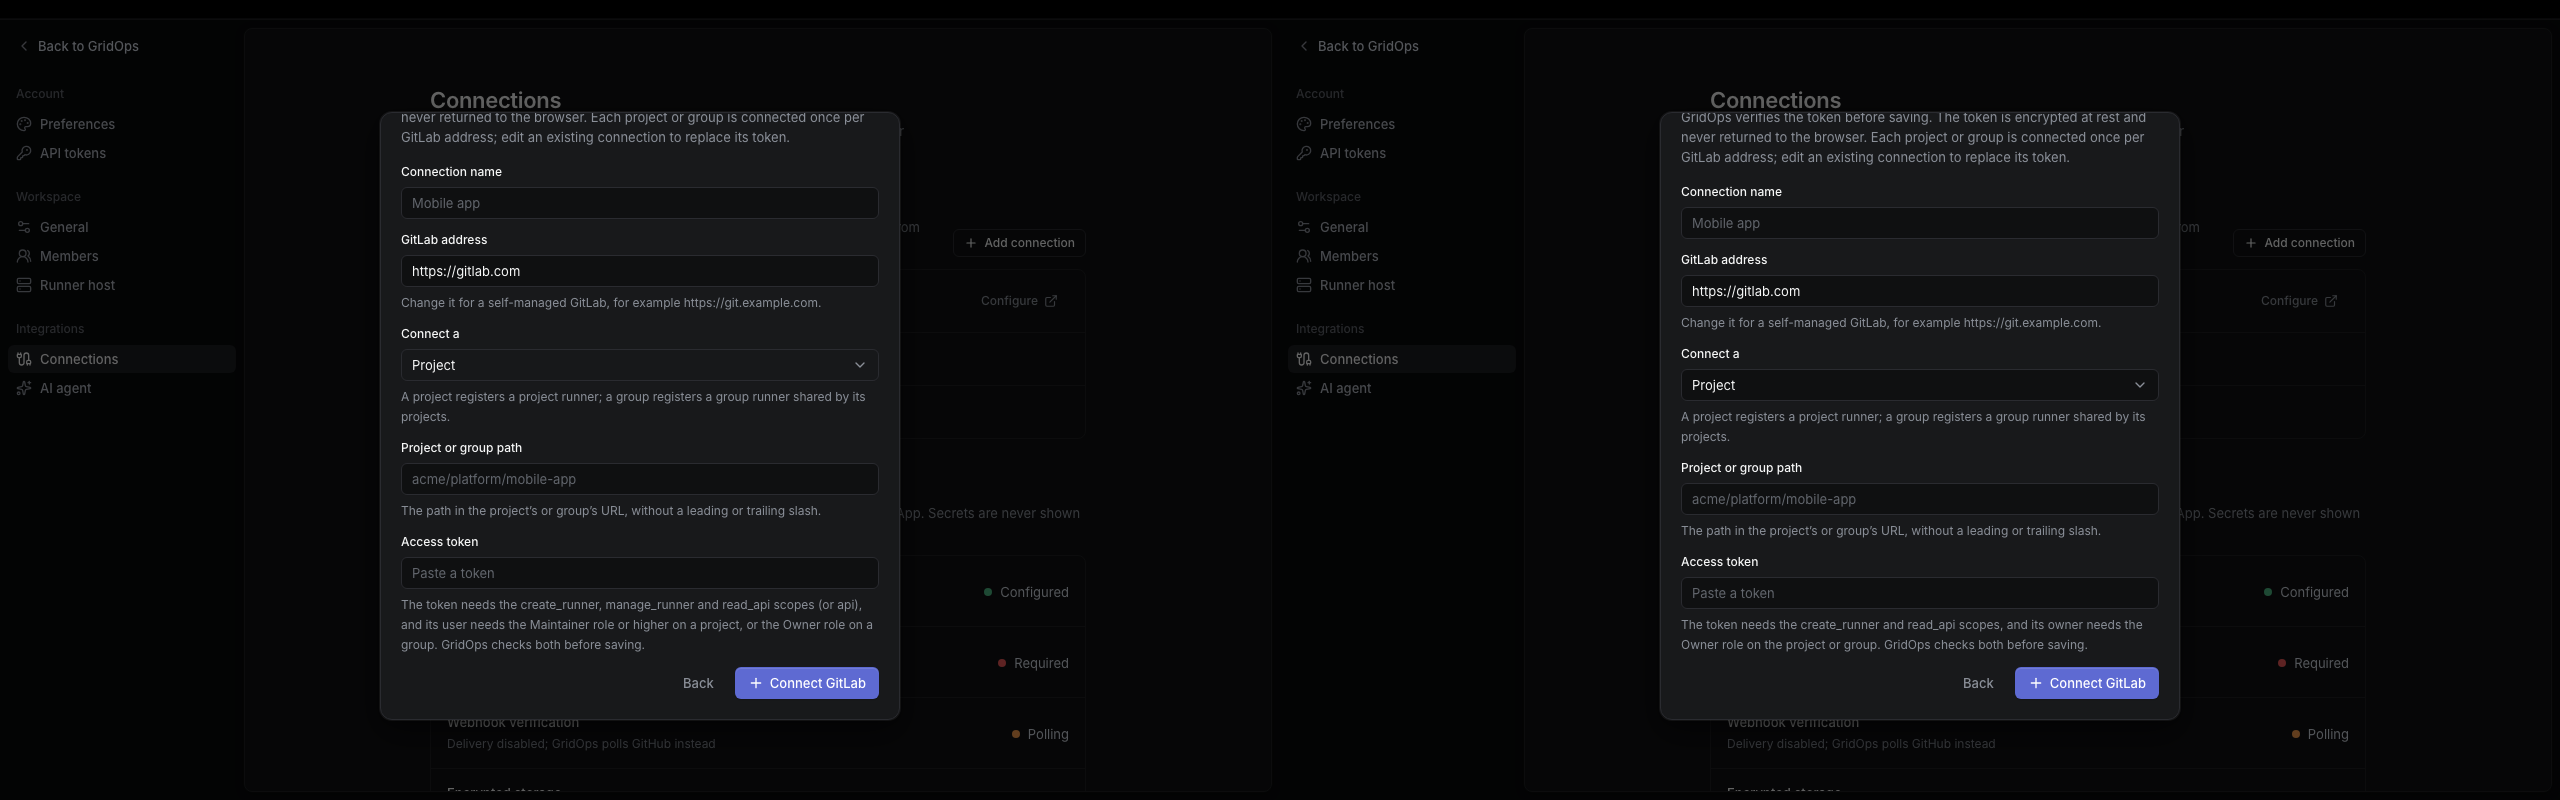 Back to GridOps
Account
Preferences
API tokens
Workspace
General
Members
Runner host
Integrations
Connections
AI agent
Connections
never returned to the browser. Each project or group is connected once per
GitLab address; edit an existing connection to replace its token.
Connection name
Mobile app
GitLab address
https://gitlab.com
Change it for a self-managed GitLab, for example https://git.example.com.
Connect a
Project
A project registers a project runner; a group registers a group runner shared by its
projects.
Project or group path
acme/platform/mobile-app
The path in the project’s or group’s URL, without a leading or trailing slash.
Access token
Paste a token
The token needs the create_runner, manage_runner and read_api scopes (or api),
and its user needs the Maintainer role or higher on a project, or the Owner role on a
group. GridOps checks both before saving.
Back
Connect GitLab
Add connection
Configure
App. Secrets are never shown
Configured
Required
Webhook verification
Delivery disabled; GridOps polls GitHub instead
Polling
Encrypted storage
Back to GridOps
Account
Preferences
API tokens
Workspace
General
Members
Runner host
Integrations
Connections
AI agent
Connections
GridOps verifies the token before saving. The token is encrypted at rest and
never returned to the browser. Each project or group is connected once per
GitLab address; edit an existing connection to replace its token.
Connection name
Mobile app
GitLab address
https://gitlab.com
Change it for a self-managed GitLab, for example https://git.example.com.
Connect a
Project
A project registers a project runner; a group registers a group runner shared by its
projects.
Project or group path
acme/platform/mobile-app
The path in the project’s or group’s URL, without a leading or trailing slash.
Access token
Paste a token
The token needs the create_runner and read_api scopes, and its owner needs the
Owner role on the project or group. GridOps checks both before saving.
Back
Connect GitLab
Add connection
Configure
App. Secrets are never shown
Configured
Required
Webhook verification
Delivery disabled; GridOps polls GitHub instead
Polling
Encrypted storage